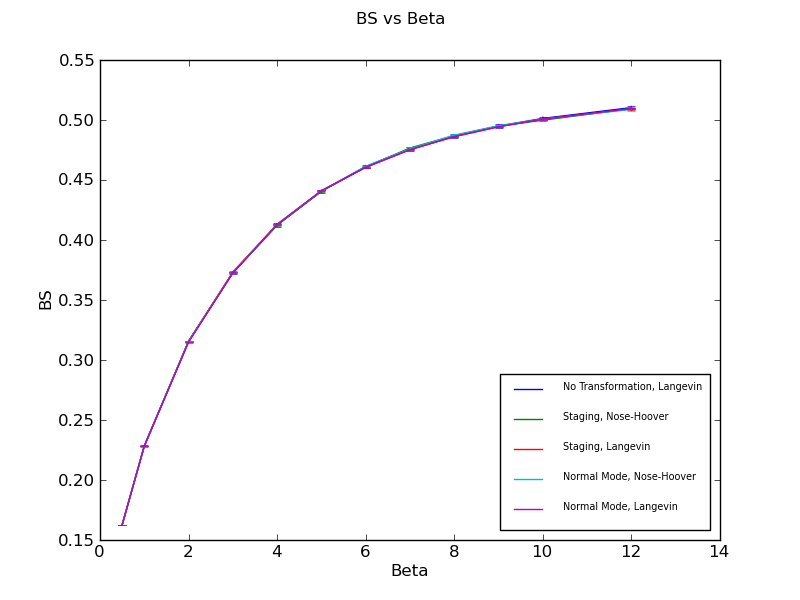 BS vs Beta
0.55
0.50
0.45
0.40
0.35
0.30
0.25
0.20
0.15
BS
0 2 4 6 8 10 12 14
Beta
No Transformation, Langevin
Staging, Nose-Hoover
Staging, Langevin
Normal Mode, Nose-Hoover
Normal Mode, Langevin